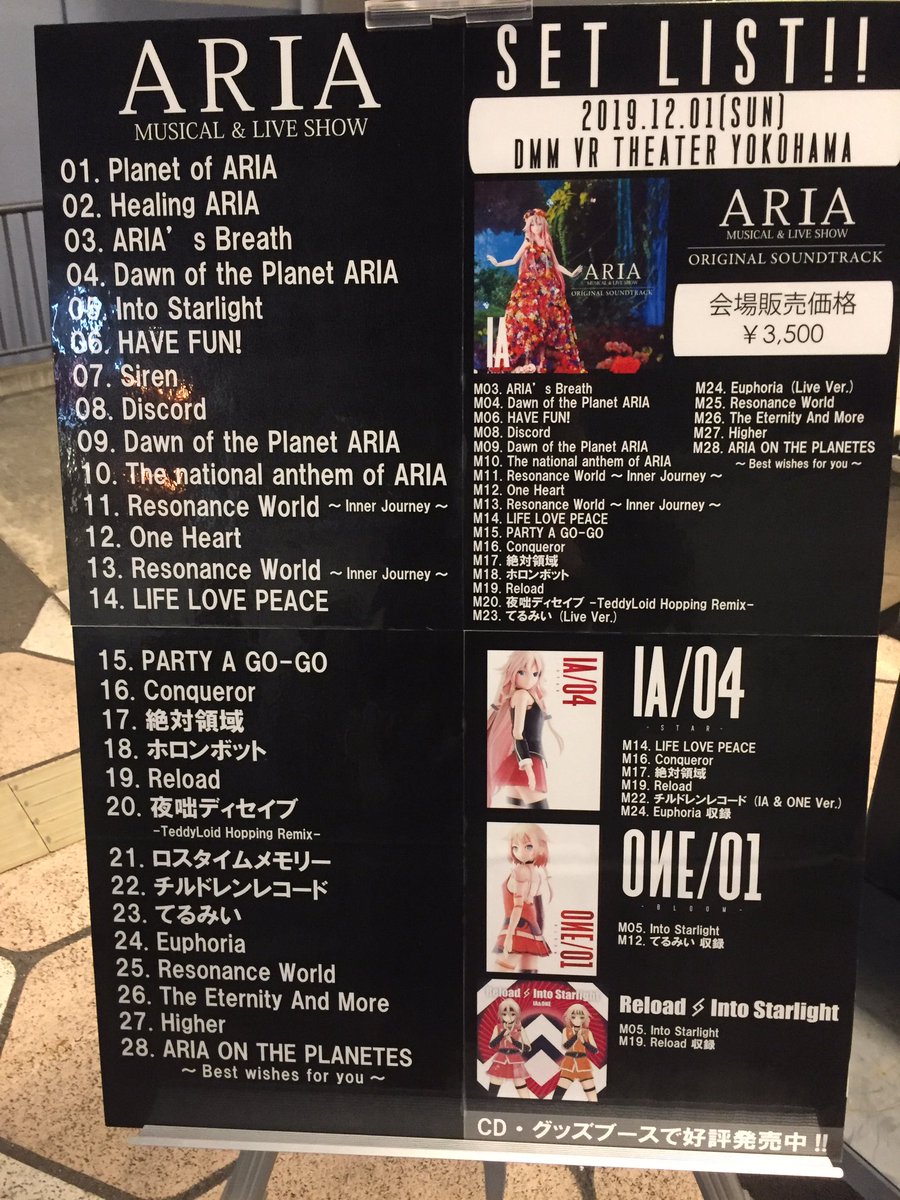 ARIA
MUSICAL & LIVE SHOW
01. Planet of ARIA
02. Healing ARIA
03. ARIA's Breath
04. Dawn of the Planet ARIA
05. Into Starlight
06. HAVE FUN!
07. Siren
08. Discord
09. Dawn of the Planet ARIA
10. The national anthem of ARIA
11. Resonance World ～ Inner Journey ～
12. One Heart
13. Resonance World ～ Inner Journey ～
14. LIFE LOVE PEACE
15. PARTY A GO-GO
16. Conqueror
17. 絶対領域
18. ホロンボット
19. Reload
20. 夜咄ディセイブ
-TeddyLoid Hopping Remix-
21. ロスタイムメモリー
22. チルドレンレコード
23. てるみい
24. Euphoria
25. Resonance World
26. The Eternity And More
27. Higher
28. ARIA ON THE PLANETES
～ Best wishes for you ～
SET LIST!!
2019.12.01(SUN)
DMM VR THEATER YOKOHAMA
ARIA
MUSICAL & LIVE SHOW
ORIGINAL SOUNDTRACK
IA
ARIA
MUSICAL & LIVE SHOW
ORIGINAL SOUNDTRACK
会場販売価格
￥3,500
M03. ARIA's Breath
M04. Dawn of the Planet ARIA
M06. HAVE FUN!
M08. Discord
M09. Dawn of the Planet ARIA
M10. The national anthem of ARIA
M11. Resonance World ～ Inner Journey ～
M12. One Heart
M13. Resonance World ～ Inner Journey ～
M14. LIFE LOVE PEACE
M15. PARTY A GO-GO
M16. Conqueror
M17. 絶対領域
M18. ホロンボット
M19. Reload
M20. 夜咄ディセイブ -TeddyLoid Hopping Remix-
M23. てるみい (Live Ver.)
M24. Euphoria (Live Ver.)
M25. Resonance World
M26. The Eternity And More
M27. Higher
M28. ARIA ON THE PLANETES
～ Best wishes for you ～
IA/04
IA/04
-STAR-
M14. LIFE LOVE PEACE
M16. Conqueror
M17. 絶対領域
M19. Reload
M22. チルドレンレコード (IA & ONE Ver.)
M24. Euphoria 収録
ONE/01
ONE/01
-BLOOM-
M05. Into Starlight
M12. てるみい 収録
Reload Into Starlight
IA&ONE
Reload Into Starlight
M05. Into Starlight
M19. Reload 収録
CD・グッズブースで好評発売中!!